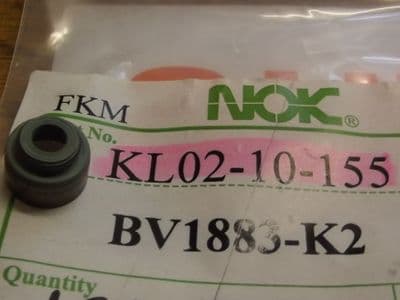 FKM NOK®
No.
KL02-10-155
BV1883-K2
Quantity